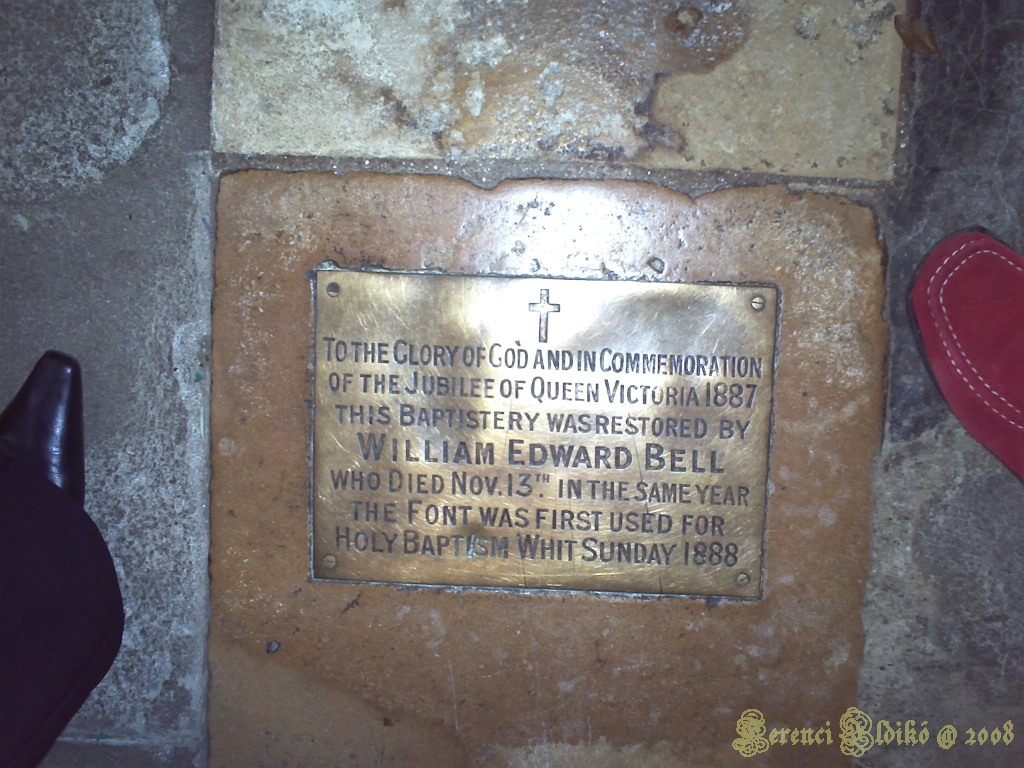 TO THE GLORY OF GOD AND IN COMMEMORATION
OF THE JUBILEE OF QUEEN VICTORIA 1887
THIS BAPTISTERY WAS RESTORED BY
WILLIAM EDWARD BELL
WHO DIED NOV. 13TH. IN THE SAME YEAR
THE FONT WAS FIRST USED FOR
HOLY BAPTISM WHIT SUNDAY 1888
Ferenci Ildikó @ 2008